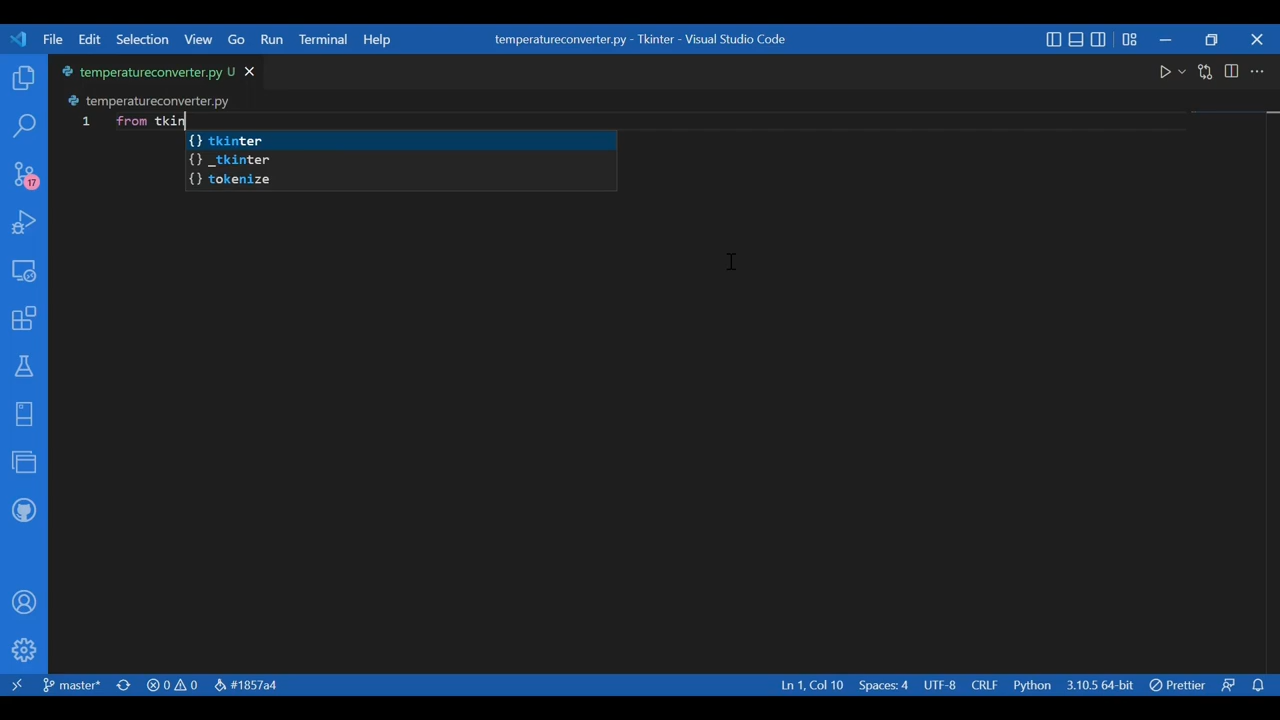 File Edit Selection View Go Run Terminal Help temperatureconverter.py - Tkinter - Visual Studio Code
temperatureconverter.py U
temperatureconverter.py
1 from tkin
{} tkinter
{} _tkinter
{} tokenize
17
master* 0 0 #1857a4 Ln 1, Col 10 Spaces: 4 UTF-8 CRLF Python 3.10.5 64-bit Prettier